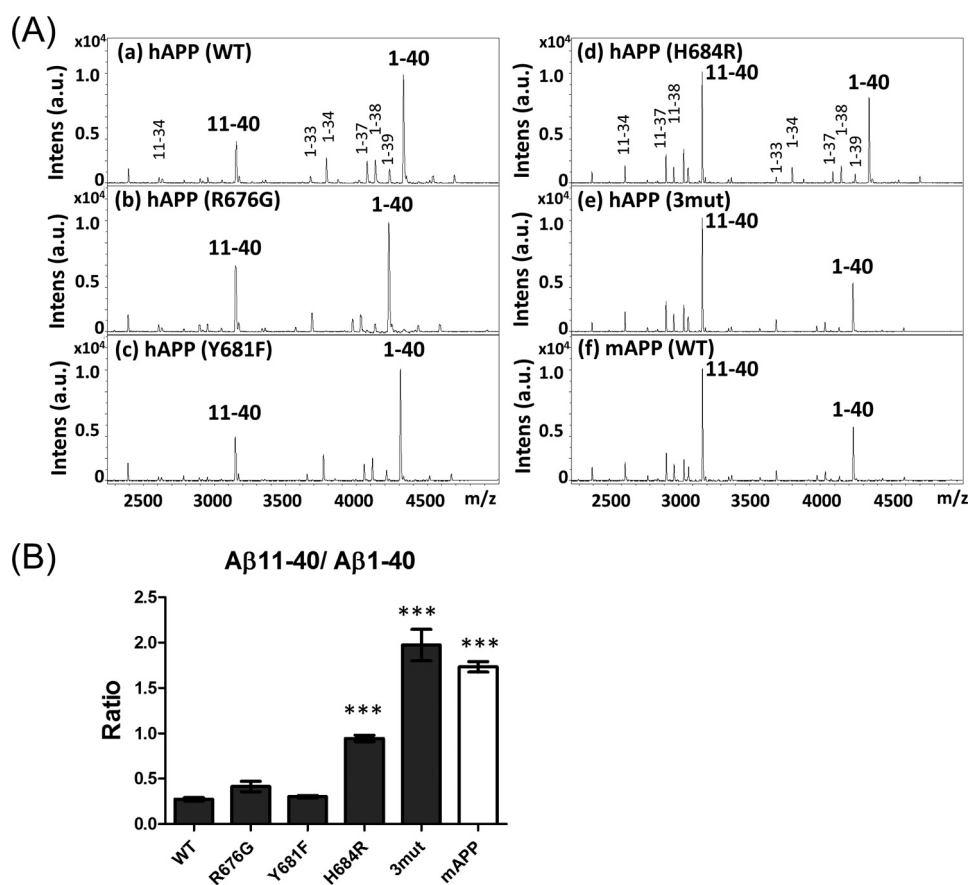 (A)
x10⁴
(a) hAPP (WT)
1-40
1.0
0.5
0
Intens (a.u.)
11-34
11-40
1-33
1-34
1-37
1-38
1-39
(b) hAPP (R676G)
1-40
1.0
0.5
0
Intens (a.u.)
11-40
x10⁴
(c) hAPP (Y681F)
1-40
1.0
0.5
0
Intens (a.u.)
11-40
2500 3000 3500 4000 4500 m/z
x10⁴
(d) hAPP (H684R)
1.0
0.5
0
Intens (a.u.)
11-34
11-37
11-38
11-40
1-33
1-34
1-37
1-38
1-39
1-40
(e) hAPP (3mut)
1.0
0.5
0
Intens (a.u.)
11-40
1-40
x10⁴
(f) mAPP (WT)
1.0
0.5
0
Intens (a.u.)
11-40
1-40
2500 3000 3500 4000 4500 m/z
(B)
Aβ11-40/ Aβ1-40
Ratio
2.5
2.0
1.5
1.0
0.5
0.0
***
***
***
WT
R676G
Y681F
H684R
3mut
mAPP